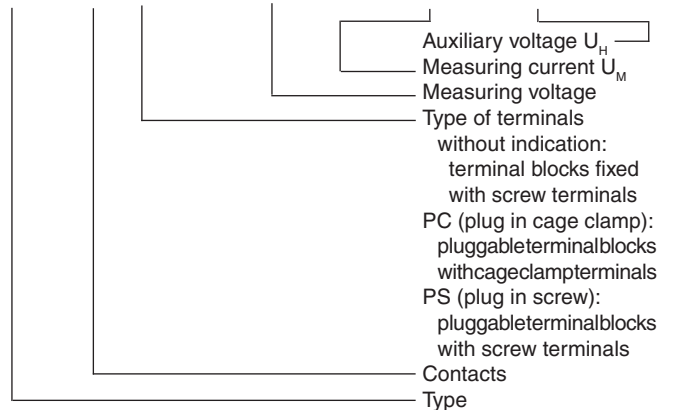 Auxiliary voltage U_H
Measuring current U_M
Measuring voltage
Type of terminals
without indication:
terminal blocks fixed
with screw terminals
PC (plug in cage clamp):
pluggableterminalblocks
withcageclampterminals
PS (plug in screw):
pluggableterminalblocks
with screw terminals
Contacts
Type